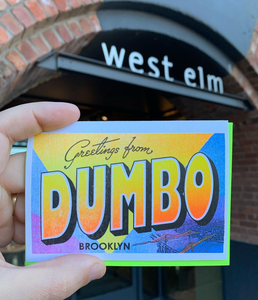 west elm
Greetings from
DUMBO
BROOKLYN